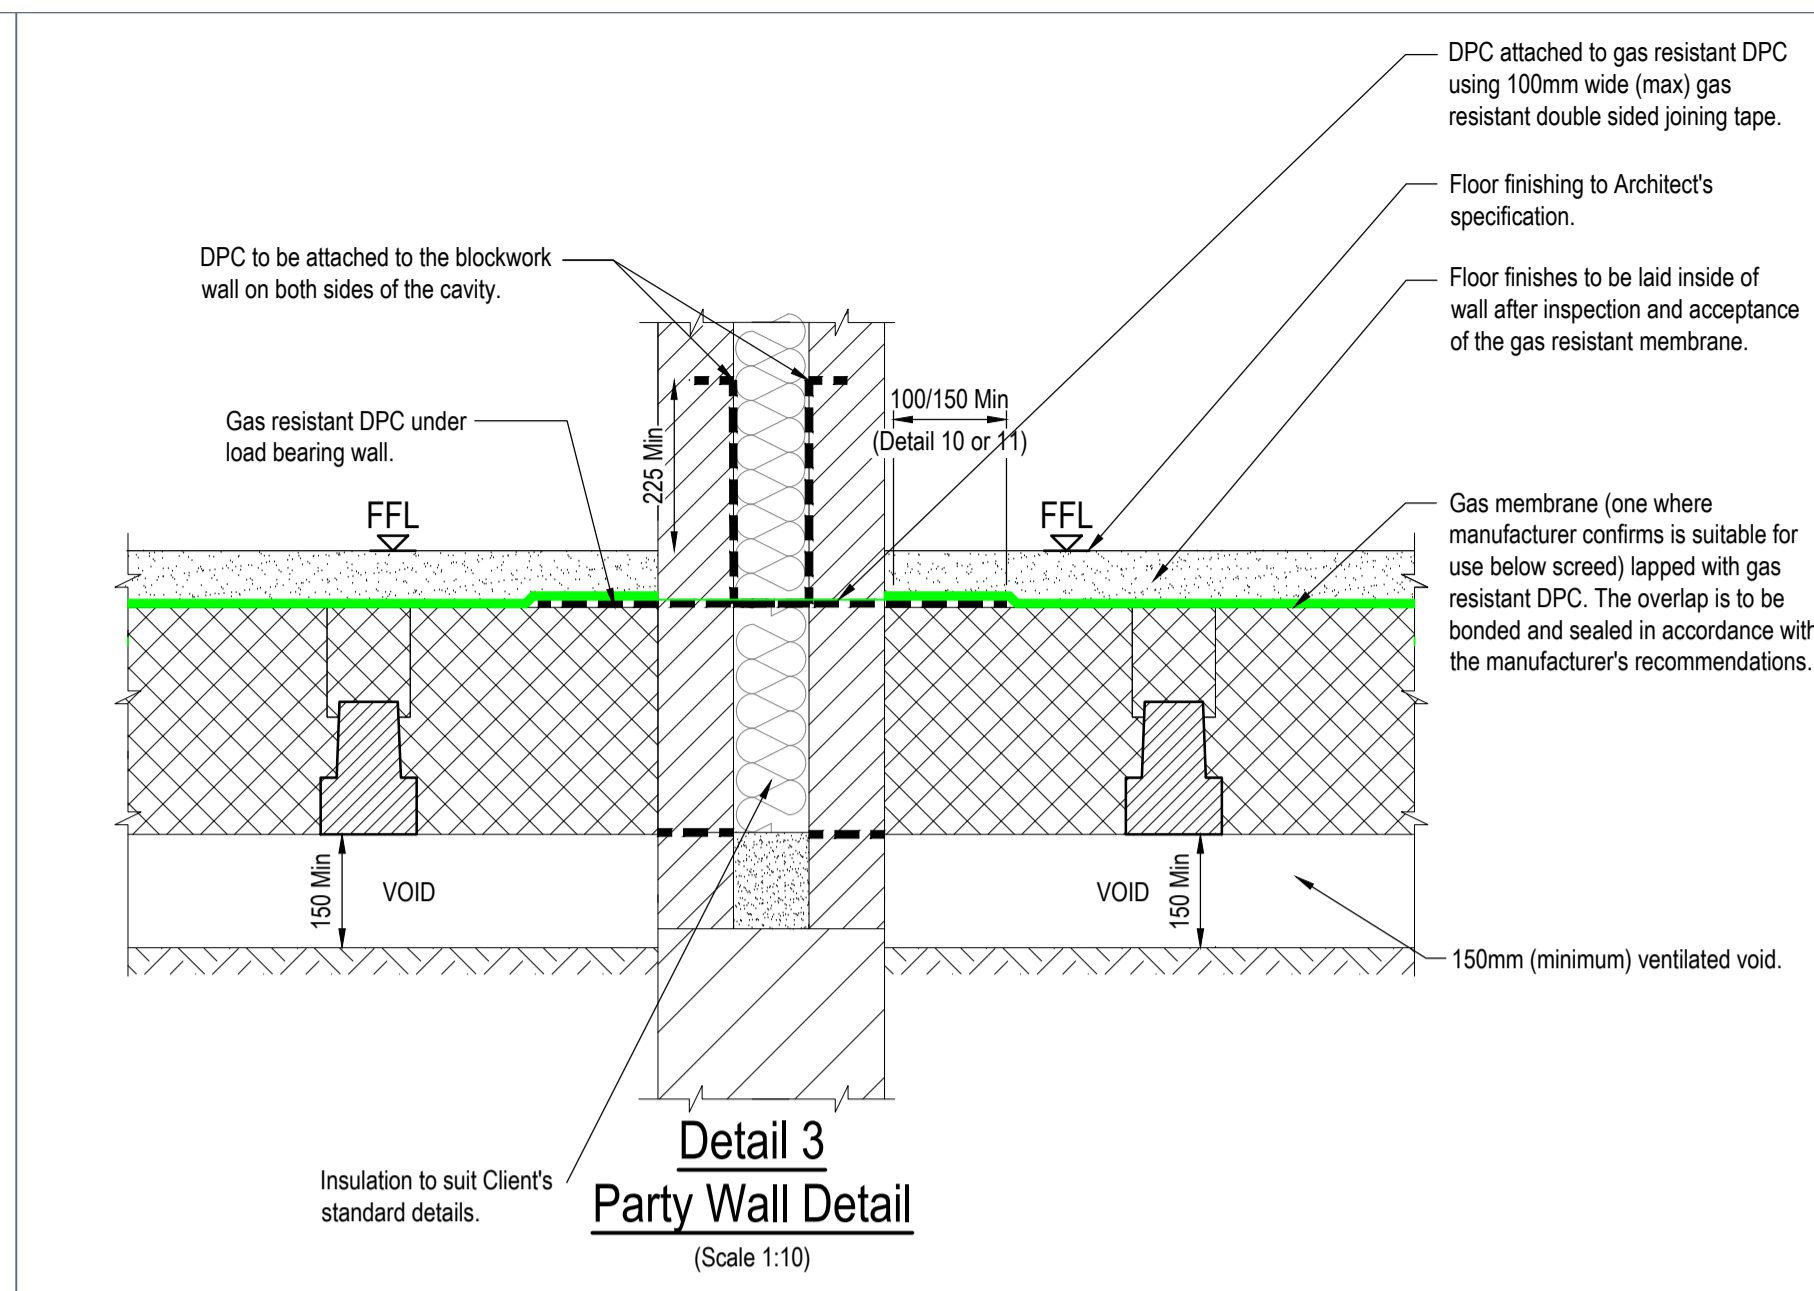 DPC attached to gas resistant DPC
using 100mm wide (max) gas
resistant double sided joining tape.
Floor finishing to Architect's
specification.
DPC to be attached to the blockwork
wall on both sides of the cavity.
Floor finishes to be laid inside of
wall after inspection and acceptance
of the gas resistant membrane.
100/150 Min
(Detail 10 or 11)
Gas resistant DPC under
load bearing wall.
225 Min
FFL
FFL
Gas membrane (one where
manufacturer confirms is suitable for
use below screed) lapped with gas
resistant DPC. The overlap is to be
bonded and sealed in accordance with
the manufacturer's recommendations.
150 Min
VOID
VOID
150 Min
150mm (minimum) ventilated void.
Insulation to suit Client's
standard details.
Detail 3
Party Wall Detail
(Scale 1:10)